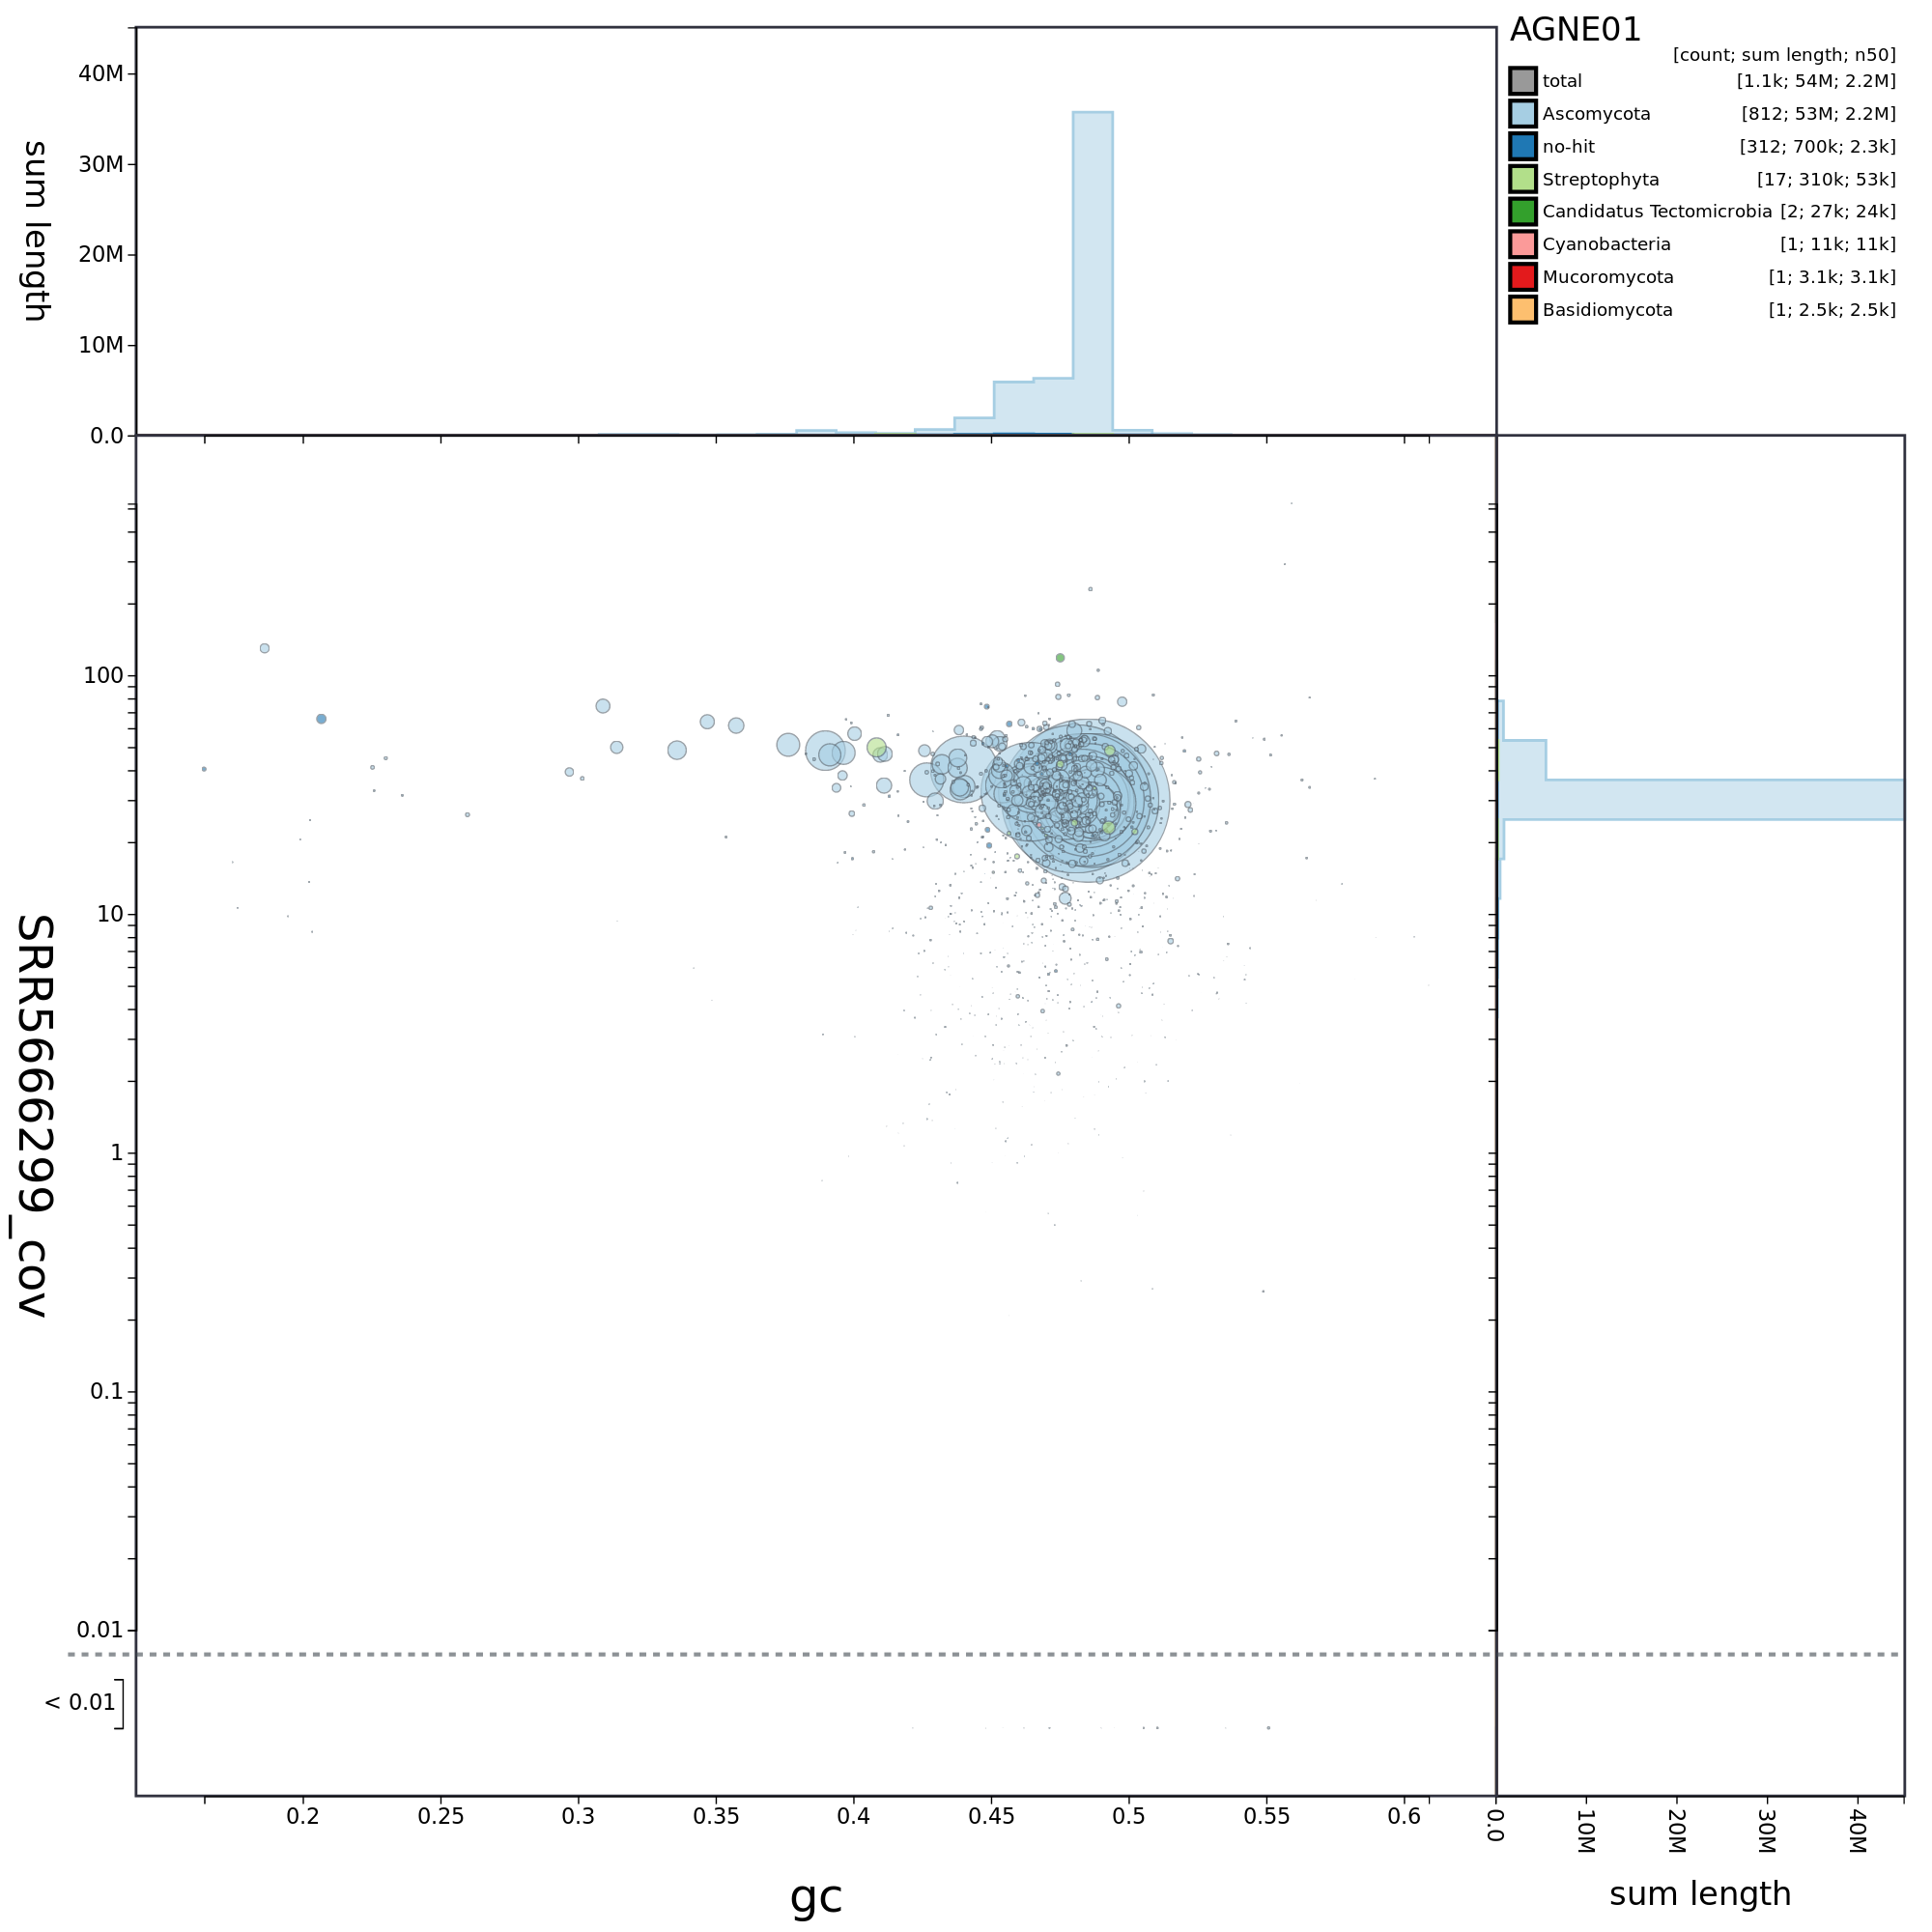 AGNE01
[count; sum length; n50]
total [1.1k; 54M; 2.2M]
Ascomycota [812; 53M; 2.2M]
no-hit [312; 700k; 2.3k]
Streptophyta [17; 310k; 53k]
Candidatus Tectomicrobia [2; 27k; 24k]
Cyanobacteria [1; 11k; 11k]
Mucoromycota [1; 3.1k; 3.1k]
Basidiomycota [1; 2.5k; 2.5k]
sum length
40M
30M
20M
10M
0.0
SRR5666299_cov
100
10
1
0.1
0.01
< 0.01
0.2 0.25 0.3 0.35 0.4 0.45 0.5 0.55 0.6
gc
0.0 10M 20M 30M 40M
sum length